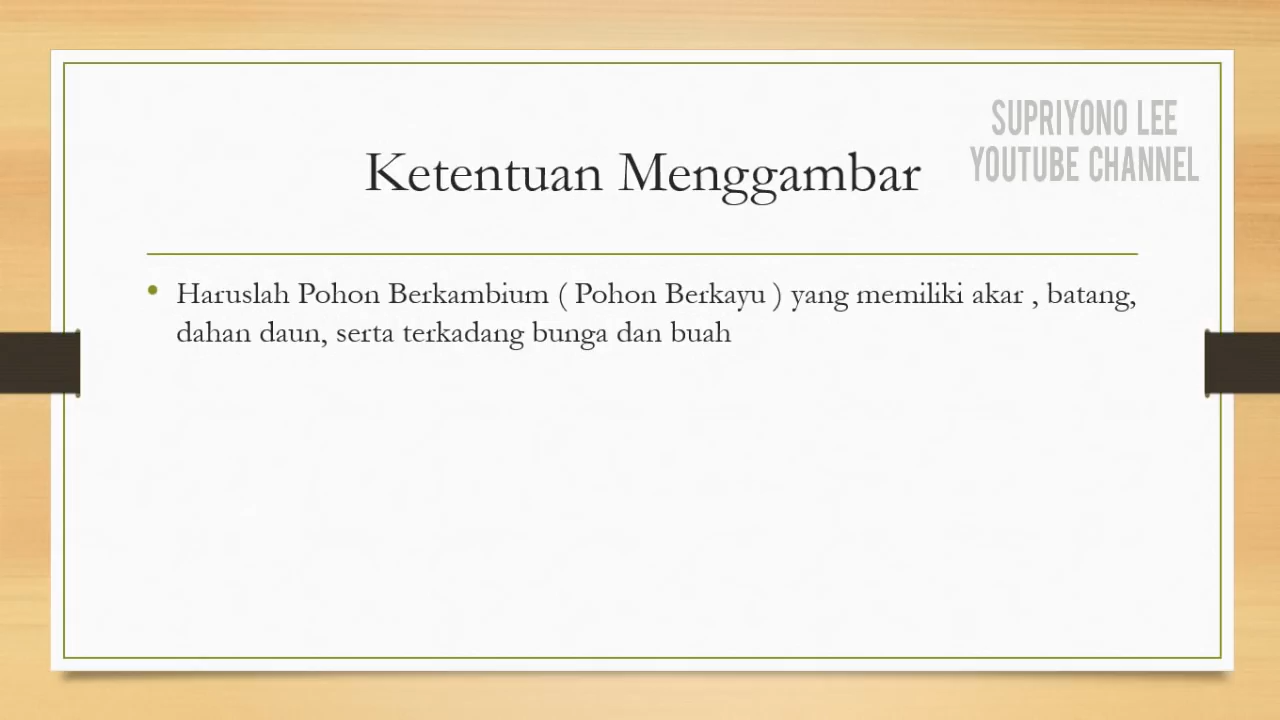 SUPRIYONO LEE
YOUTUBE CHANNEL
Ketentuan Menggambar
• Haruslah Pohon Berkambium ( Pohon Berkayu ) yang memiliki akar , batang,
dahan daun, serta terkadang bunga dan buah